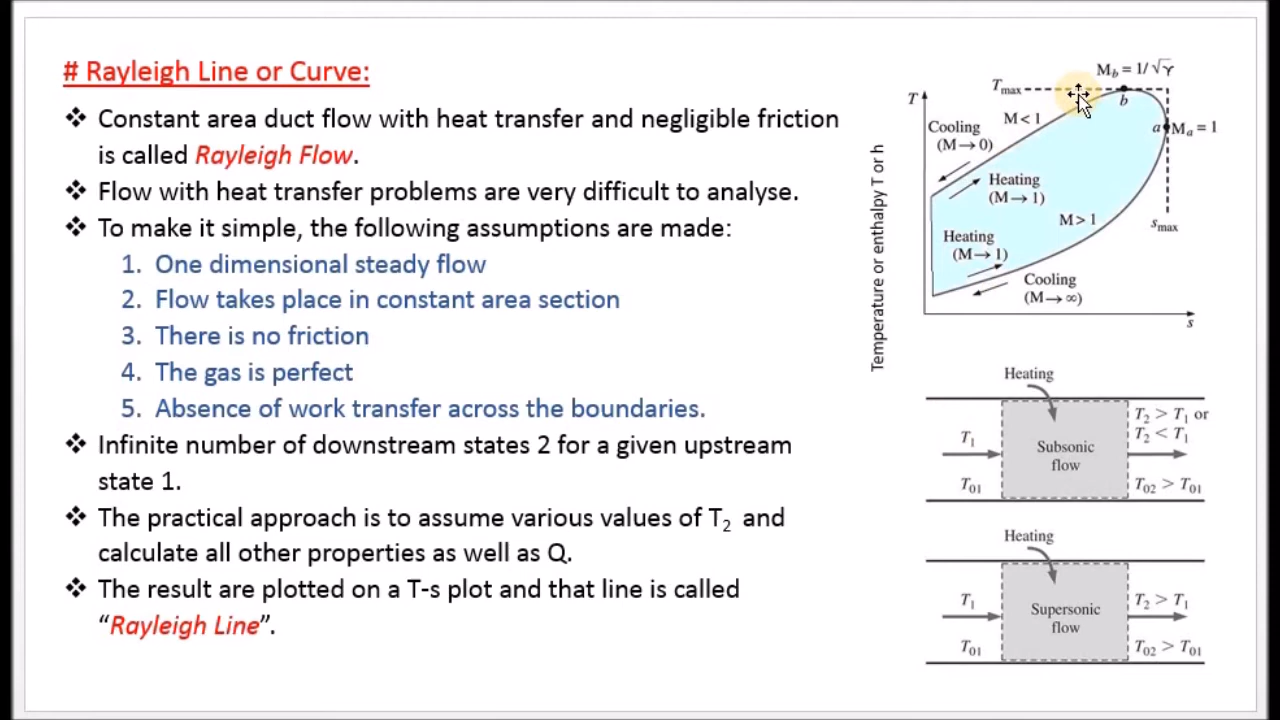 # Rayleigh Line or Curve:
❖ Constant area duct flow with heat transfer and negligible friction
is called Rayleigh Flow.
❖ Flow with heat transfer problems are very difficult to analyse.
❖ To make it simple, the following assumptions are made:
1. One dimensional steady flow
2. Flow takes place in constant area section
3. There is no friction
4. The gas is perfect
5. Absence of work transfer across the boundaries.
❖ Infinite number of downstream states 2 for a given upstream
state 1.
❖ The practical approach is to assume various values of T₂ and
calculate all other properties as well as Q.
❖ The result are plotted on a T-s plot and that line is called
“Rayleigh Line”.
Temperature or enthalpy T or h
T
Tmax
M_b = 1/√γ
b
M < 1
a
M_a = 1
Cooling
(M→0)
Heating
(M→1)
M > 1
smax
Heating
(M→1)
Cooling
(M→∞)
s
Heating
T₁
T₀₁
Subsonic
flow
T₂ > T₁ or
T₂ < T₁
T₀₂ > T₀₁
Heating
T₁
T₀₁
Supersonic
flow
T₂ > T₁
T₀₂ > T₀₁